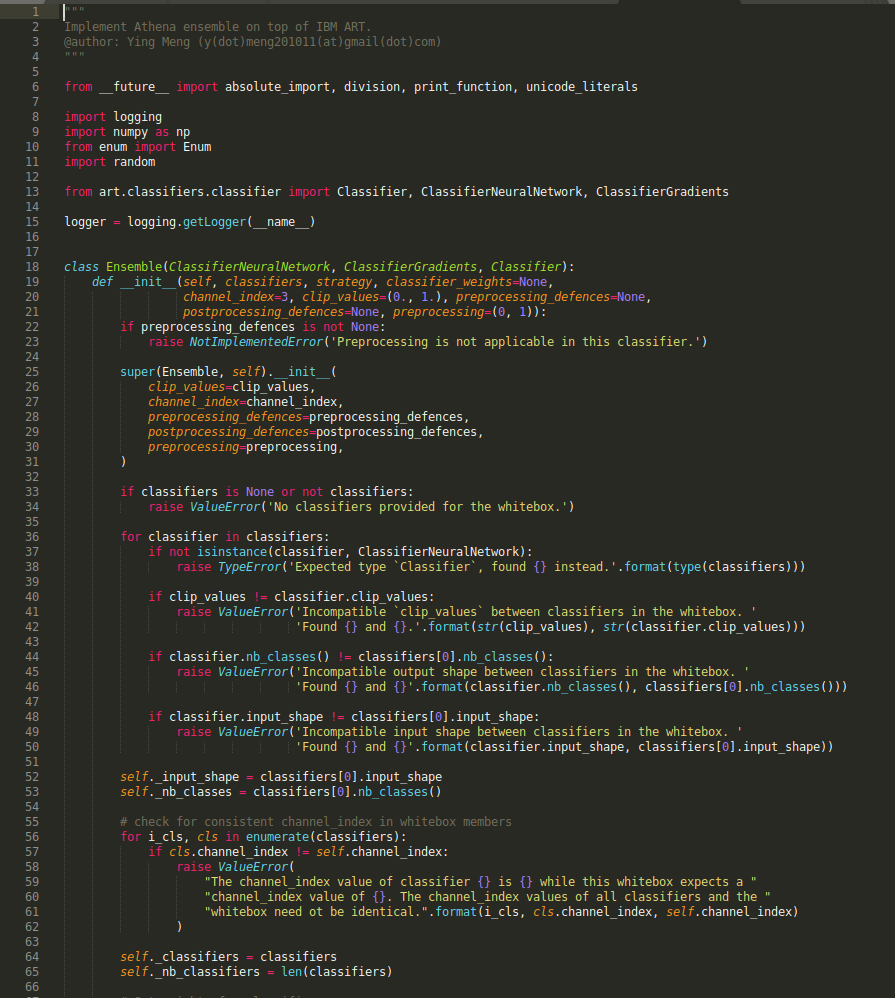 1 """
2 Implement Athena ensemble on top of IBM ART.
3 @author: Ying Meng (y(dot)meng201011(at)gmail(dot)com)
4 """
5
6 from __future__ import absolute_import, division, print_function, unicode_literals
7
8 import logging
9 import numpy as np
10 from enum import Enum
11 import random
12
13 from art.classifiers.classifier import Classifier, ClassifierNeuralNetwork, ClassifierGradients
14
15 logger = logging.getLogger(__name__)
16
17
18 class Ensemble(ClassifierNeuralNetwork, ClassifierGradients, Classifier):
19     def __init__(self, classifiers, strategy, classifier_weights=None,
20                  channel_index=3, clip_values=(0., 1.), preprocessing_defences=None,
21                  postprocessing_defences=None, preprocessing=(0, 1)):
22         if preprocessing_defences is not None:
23             raise NotImplementedError('Preprocessing is not applicable in this classifier.')
24
25         super(Ensemble, self).__init__(
26             clip_values=clip_values,
27             channel_index=channel_index,
28             preprocessing_defences=preprocessing_defences,
29             postprocessing_defences=postprocessing_defences,
30             preprocessing=preprocessing,
31         )
32
33         if classifiers is None or not classifiers:
34             raise ValueError('No classifiers provided for the whitebox.')
35
36         for classifier in classifiers:
37             if not isinstance(classifier, ClassifierNeuralNetwork):
38                 raise TypeError('Expected type `Classifier`, found {} instead.'.format(type(classifiers)))
39
40             if clip_values != classifier.clip_values:
41                 raise ValueError('Incompatible `clip_values` between classifiers in the whitebox. '
42                                  'Found {} and {}.'.format(str(clip_values), str(classifier.clip_values)))
43
44             if classifier.nb_classes() != classifiers[0].nb_classes():
45                 raise ValueError('Incompatible output shape between classifiers in the whitebox. '
46                                  'Found {} and {}'.format(classifier.nb_classes(), classifiers[0].nb_classes()))
47
48             if classifier.input_shape != classifiers[0].input_shape:
49                 raise ValueError('Incompatible input shape between classifiers in the whitebox. '
50                                  'Found {} and {}'.format(classifier.input_shape, classifiers[0].input_shape))
51
52         self._input_shape = classifiers[0].input_shape
53         self._nb_classes = classifiers[0].nb_classes()
54
55         # check for consistent channel_index in whitebox members
56         for i_cls, cls in enumerate(classifiers):
57             if cls.channel_index != self.channel_index:
58                 raise ValueError(
59                     "The channel_index value of classifier {} is {} while this whitebox expects a "
60                     "channel_index value of {}. The channel_index values of all classifiers and the "
61                     "whitebox need ot be identical.".format(i_cls, cls.channel_index, self.channel_index)
62                 )
63
64         self._classifiers = classifiers
65         self._nb_classifiers = len(classifiers)
66